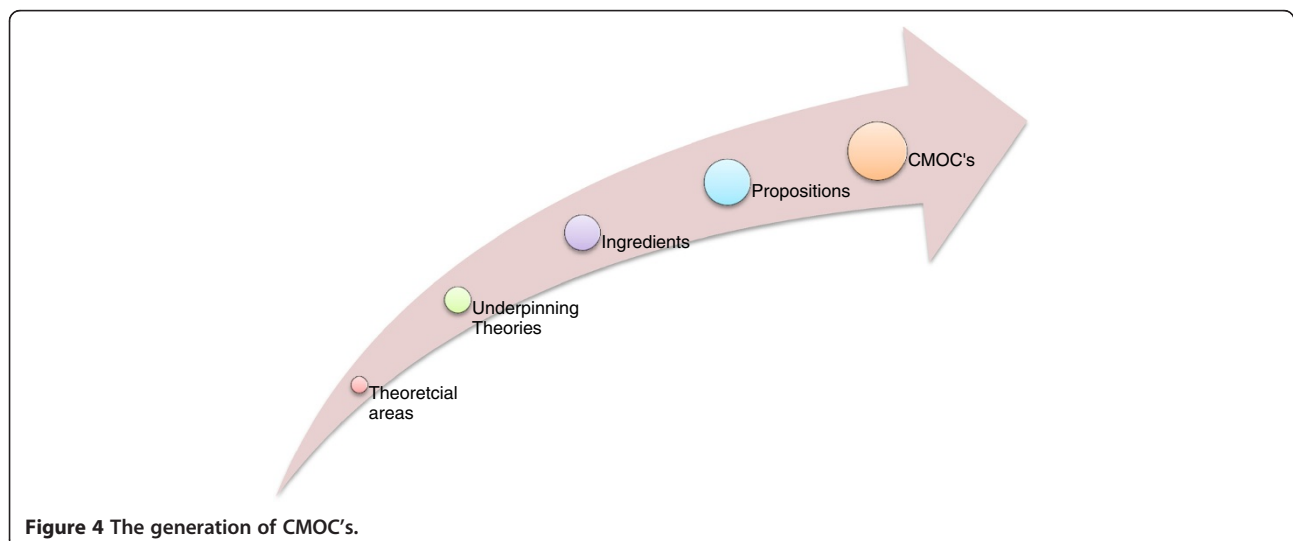 CMOC's
Propositions
Ingredients
Underpinning
Theories
Theoretcial
areas
Figure 4 The generation of CMOC's.